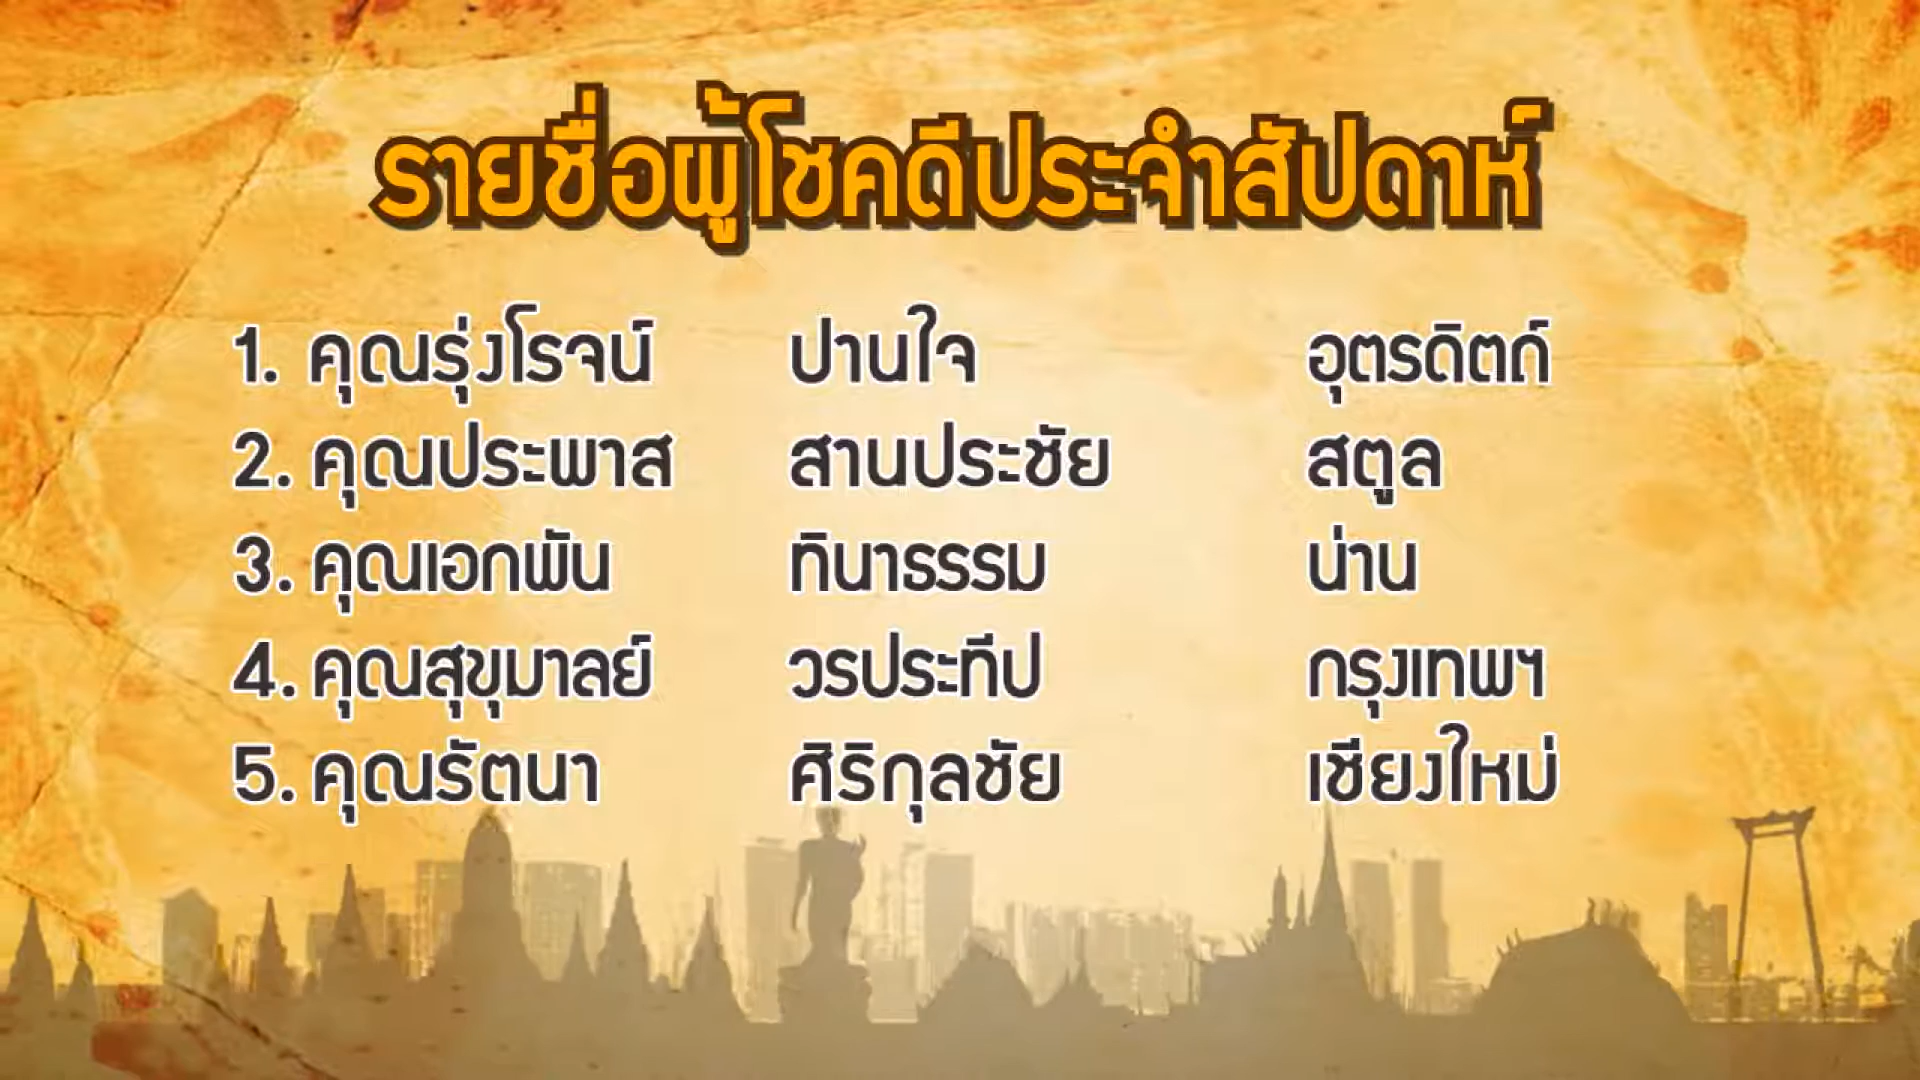 รายชื่อผู้โชคดีประจำสัปดาห์
1. คุณรุ่งโรจน์ ปานใจ อุตรดิตถ์
2. คุณประพาส สานประชัย สตูล
3. คุณเอกพัน ทินาธรรม น่าน
4. คุณสุขุมาลย์ วรประทีป กรุงเทพฯ
5. คุณรัตนา ศิริกุลชัย เชียงใหม่